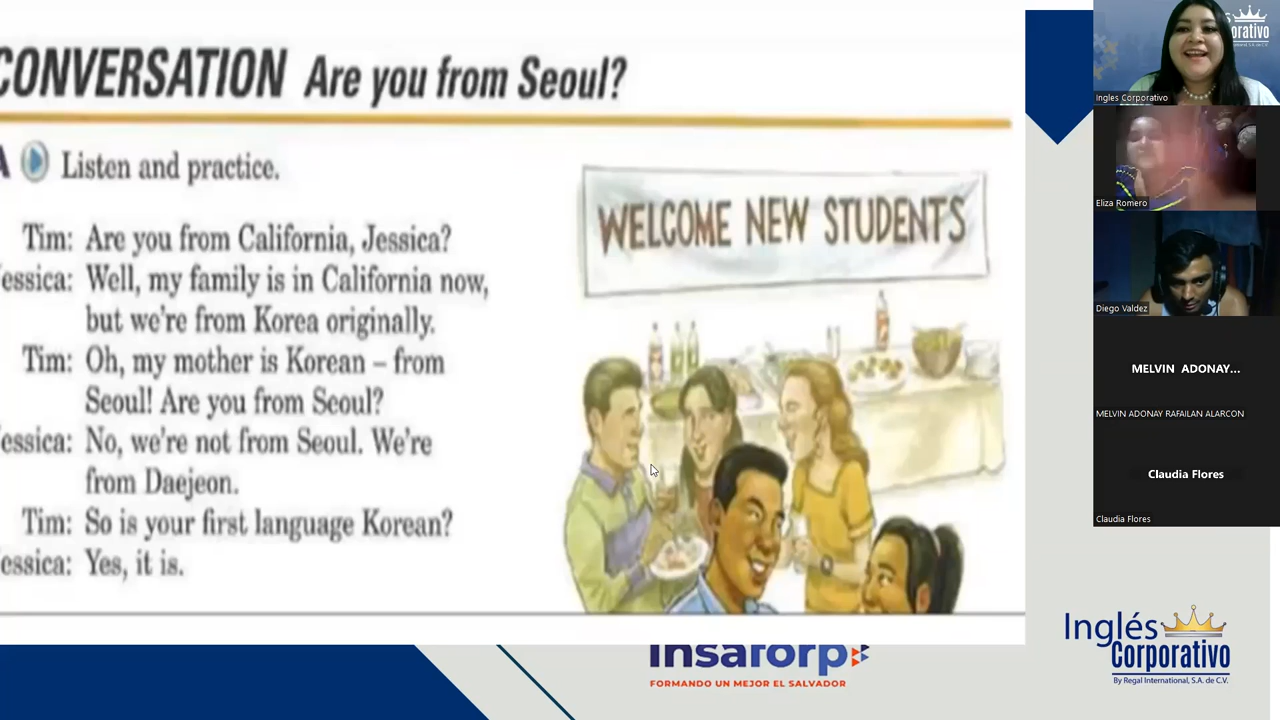 CONVERSATION Are you from Seoul?
A Listen and practice.
Tim: Are you from California, Jessica?
essica: Well, my family is in California now,
but we're from Korea originally.
Tim: Oh, my mother is Korean – from
Seoul! Are you from Seoul?
essica: No, we're not from Seoul. We're
from Daejeon.
Tim: So is your first language Korean?
essica: Yes, it is.
WELCOME NEW STUDENTS
orativo
Ingles Corporativo
Eliza Romero
Diego Valdez
MELVIN ADONAY...
MELVIN ADONAY RAFAILAN ALARCON
Claudia Flores
Claudia Flores
insaforp
FORMANDO UN MEJOR EL SALVADOR
Inglés
Corporativo
By Regal International, S.A. de C.V.